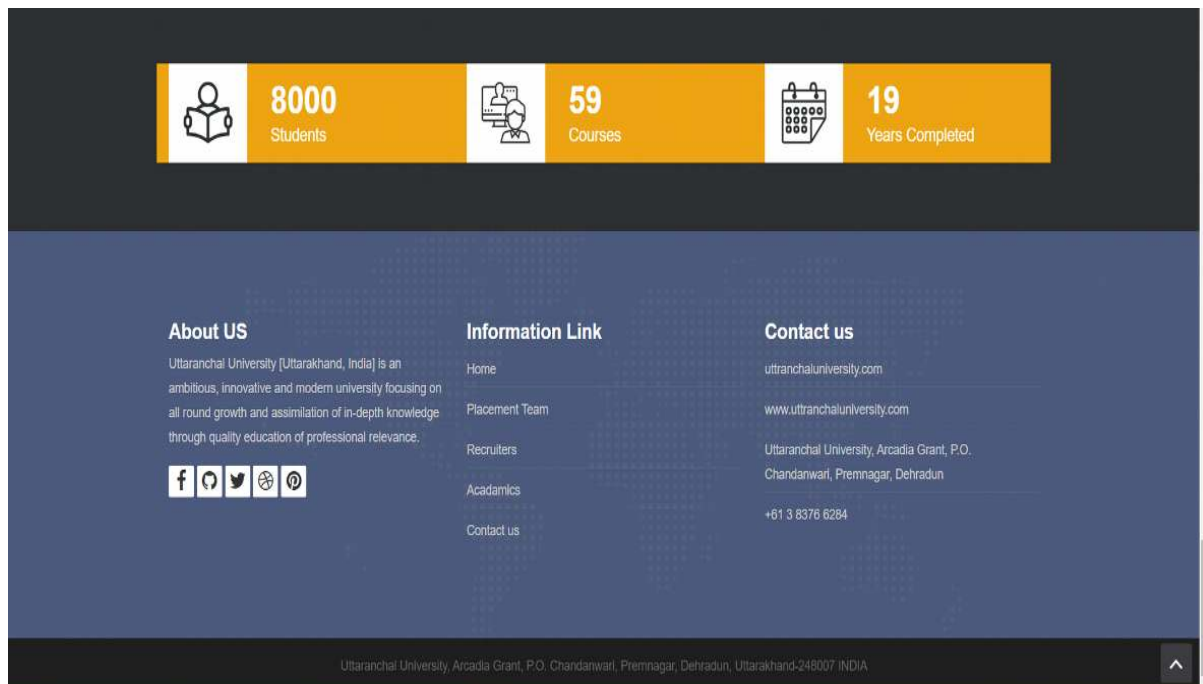 8000
Students
59
Courses
19
Years Completed
About US
Uttaranchal University [Uttarakhand, India] is an
ambitious, innovative and modern university focusing on
all round growth and assimilation of in-depth knowledge
through quality education of professional relevance.
Information Link
Home
Placement Team
Recruiters
Acadamics
Contact us
Contact us
uttranchaluniversity.com
www.uttranchaluniversity.com
Uttaranchal University, Arcadia Grant, P.O.
Chandanwari, Premnagar, Dehradun
+61 3 8376 6284
Uttaranchal University, Arcadia Grant, P.O. Chandanwari, Premnagar, Dehradun, Uttarakhand-248007 INDIA